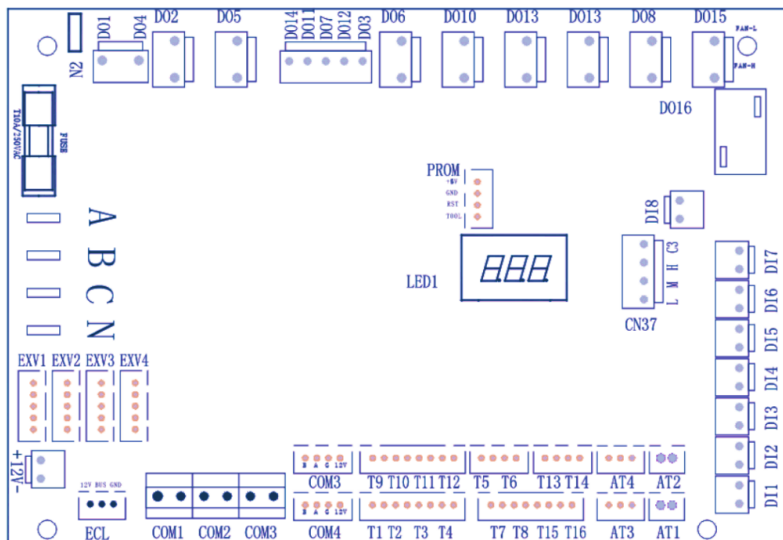 DO1
DO4
DO2
DO5
DO14
DO11
DO7
DO12
DO3
DO6
DO10
DO13
DO13
DO8
DO15
FAN-L
FAN-H
N2
FUSE
T10A/250VAC
DO16
PROM
+5V
GND
RST
TOOL
A
B
C
N
DI8
LED1
C3
H
M
L
CN37
DI7
DI6
DI5
DI4
DI3
DI2
DI1
EXV1 EXV2 EXV3 EXV4
+12V-
12V BUS GND
ECL
COM1 COM2 COM3
B A G 12V
COM3
T9 T10 T11 T12
T5 T6
T13 T14
AT4
AT2
B A G 12V
COM4
T1 T2 T3 T4
T7 T8 T15 T16
AT3
AT1